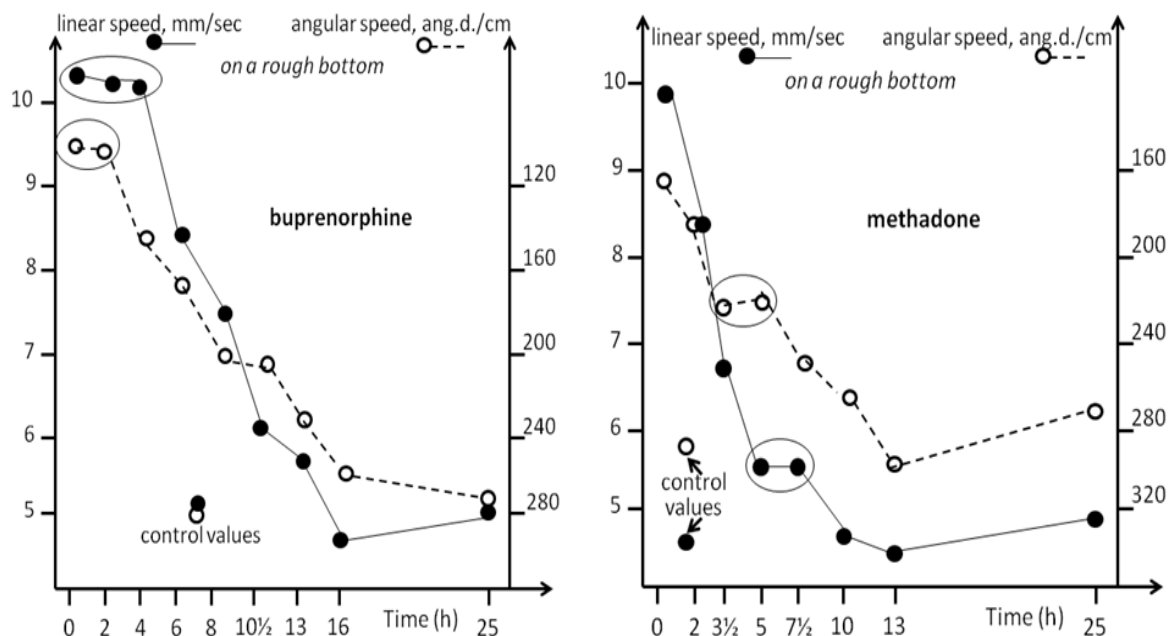 linear speed, mm/sec angular speed, ang.d./cm
on a rough bottom
10
9
8
7
6
5
120
160
200
240
280
buprenorphine
control values
0 2 4 6 8 10½ 13 16 25
Time (h)
linear speed, mm/sec angular speed, ang.d./cm
on a rough bottom
10
9
8
7
6
5
160
200
240
280
320
methadone
control
values
0 2 3½ 5 7½ 10 13 25
Time (h)